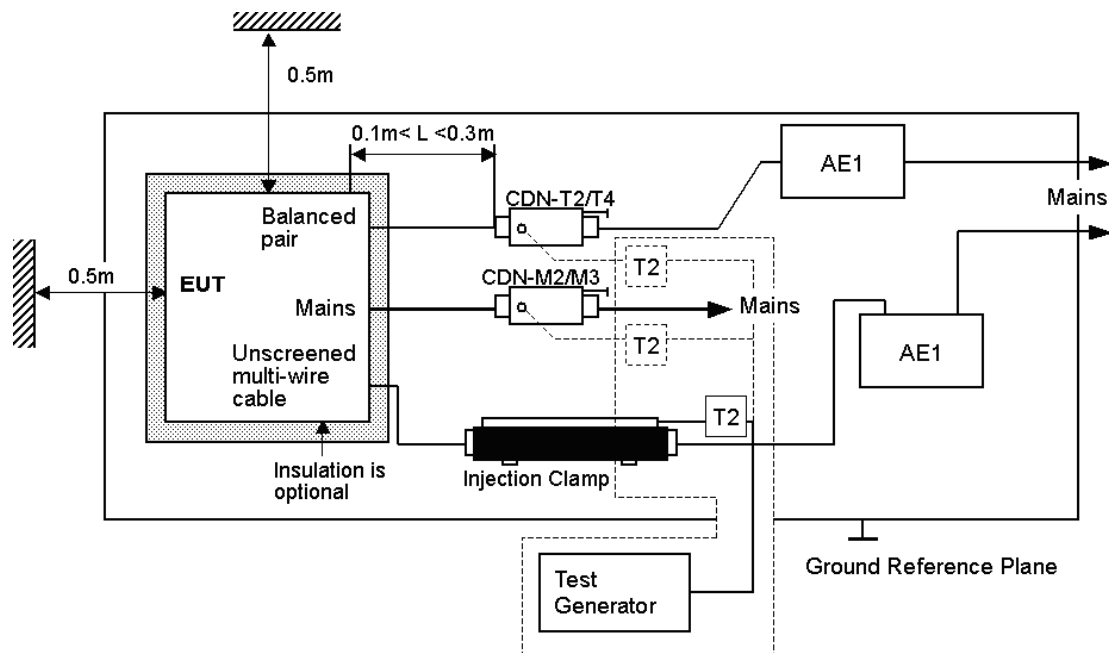 0.5m
0.1m< L <0.3m
AE1
Mains
CDN-T2/T4
Balanced
pair
T2
0.5m
EUT
CDN-M2/M3
Mains
Mains
T2
AE1
Unscreened
multi-wire
cable
T2
Insulation is
optional
Injection Clamp
Test
Generator
Ground Reference Plane